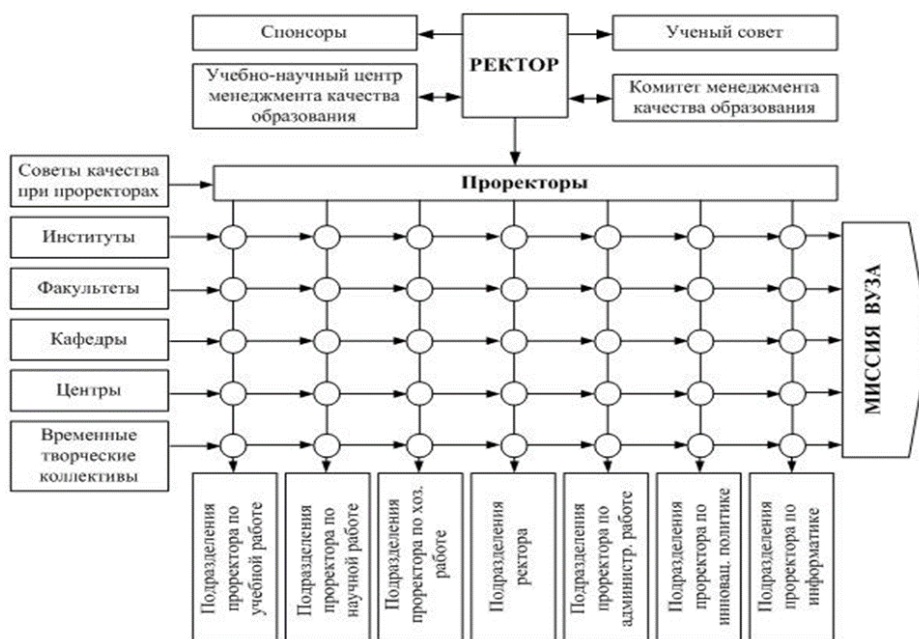 Спонсоры
Ученый совет
РЕКТОР
Учебно-научный центр
менеджмента качества
образования
Комитет менеджмента
качества образования
Советы качества
при проректорах
Проректоры
Институты
Факультеты
Кафедры
Центры
Временные
творческие
коллективы
МИССИЯ ВУЗА
Подразделения
проректора по
учебной работе
Подразделения
проректора по
научной работе
Подразделения
проректора по хоз.
работе
Подразделения
ректора
Подразделения
проректора по
администр. работе
Подразделения
проректора по
инновац. политике
Подразделения
проректора по
информатике